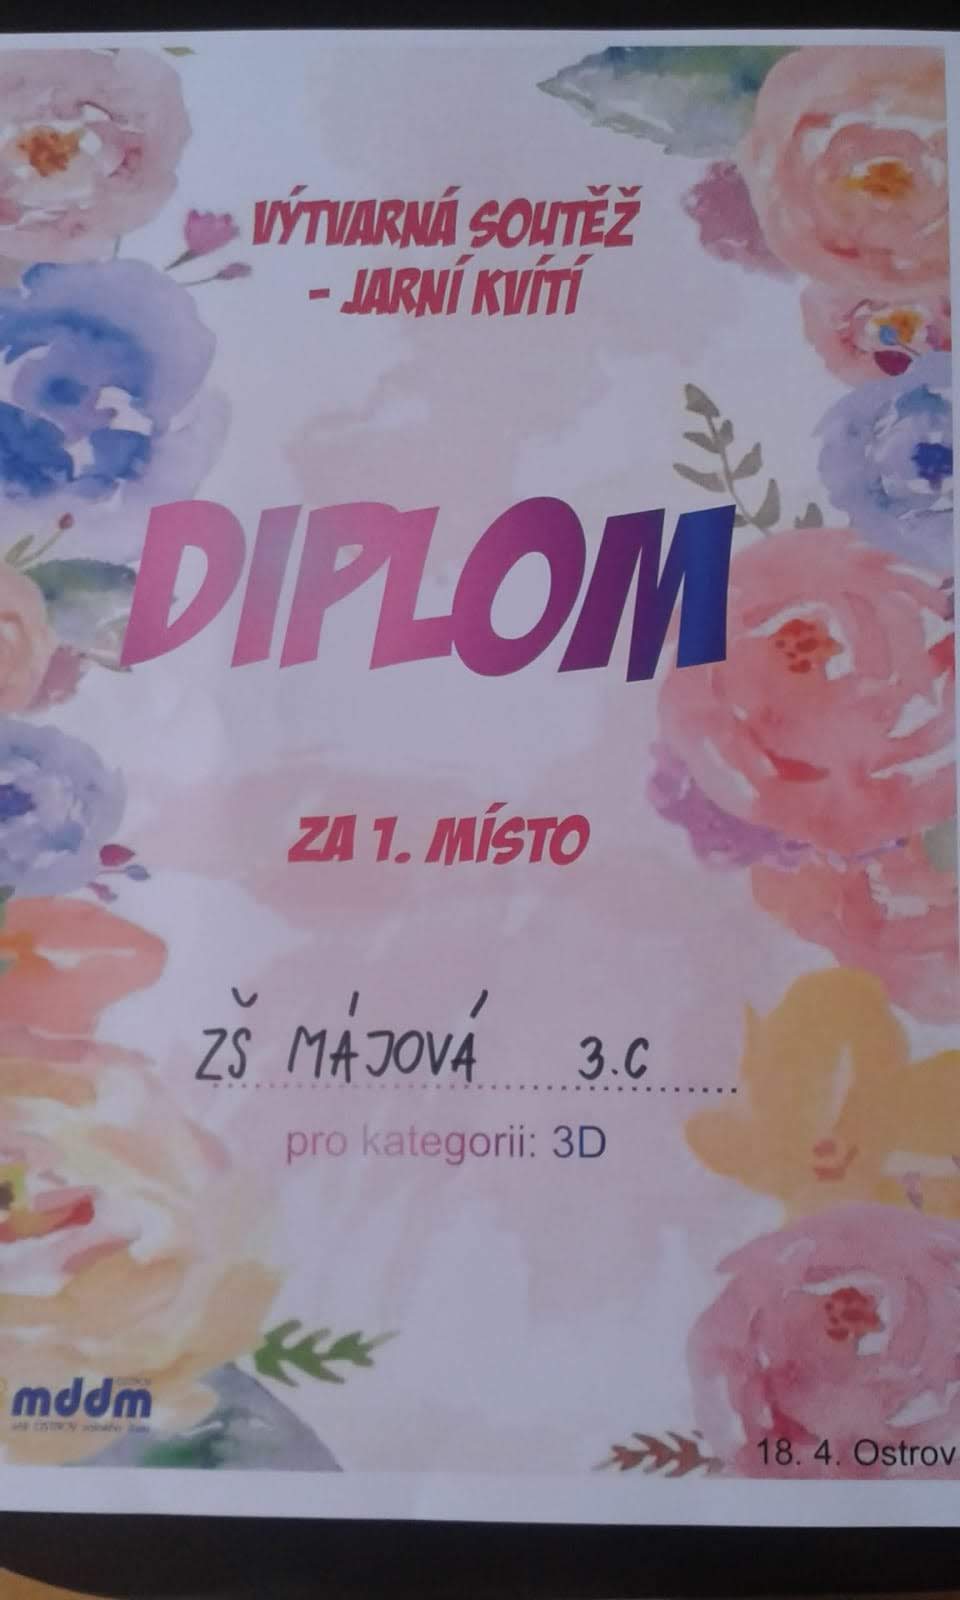 VÝTVARNÁ SOUTĚŽ
- JARNÍ KVÍTÍ
DIPLOM
ZA 1. MÍSTO
ZŠ MÁJOVÁ 3.C
pro kategorii: 3D
mddm
18. 4. Ostrov